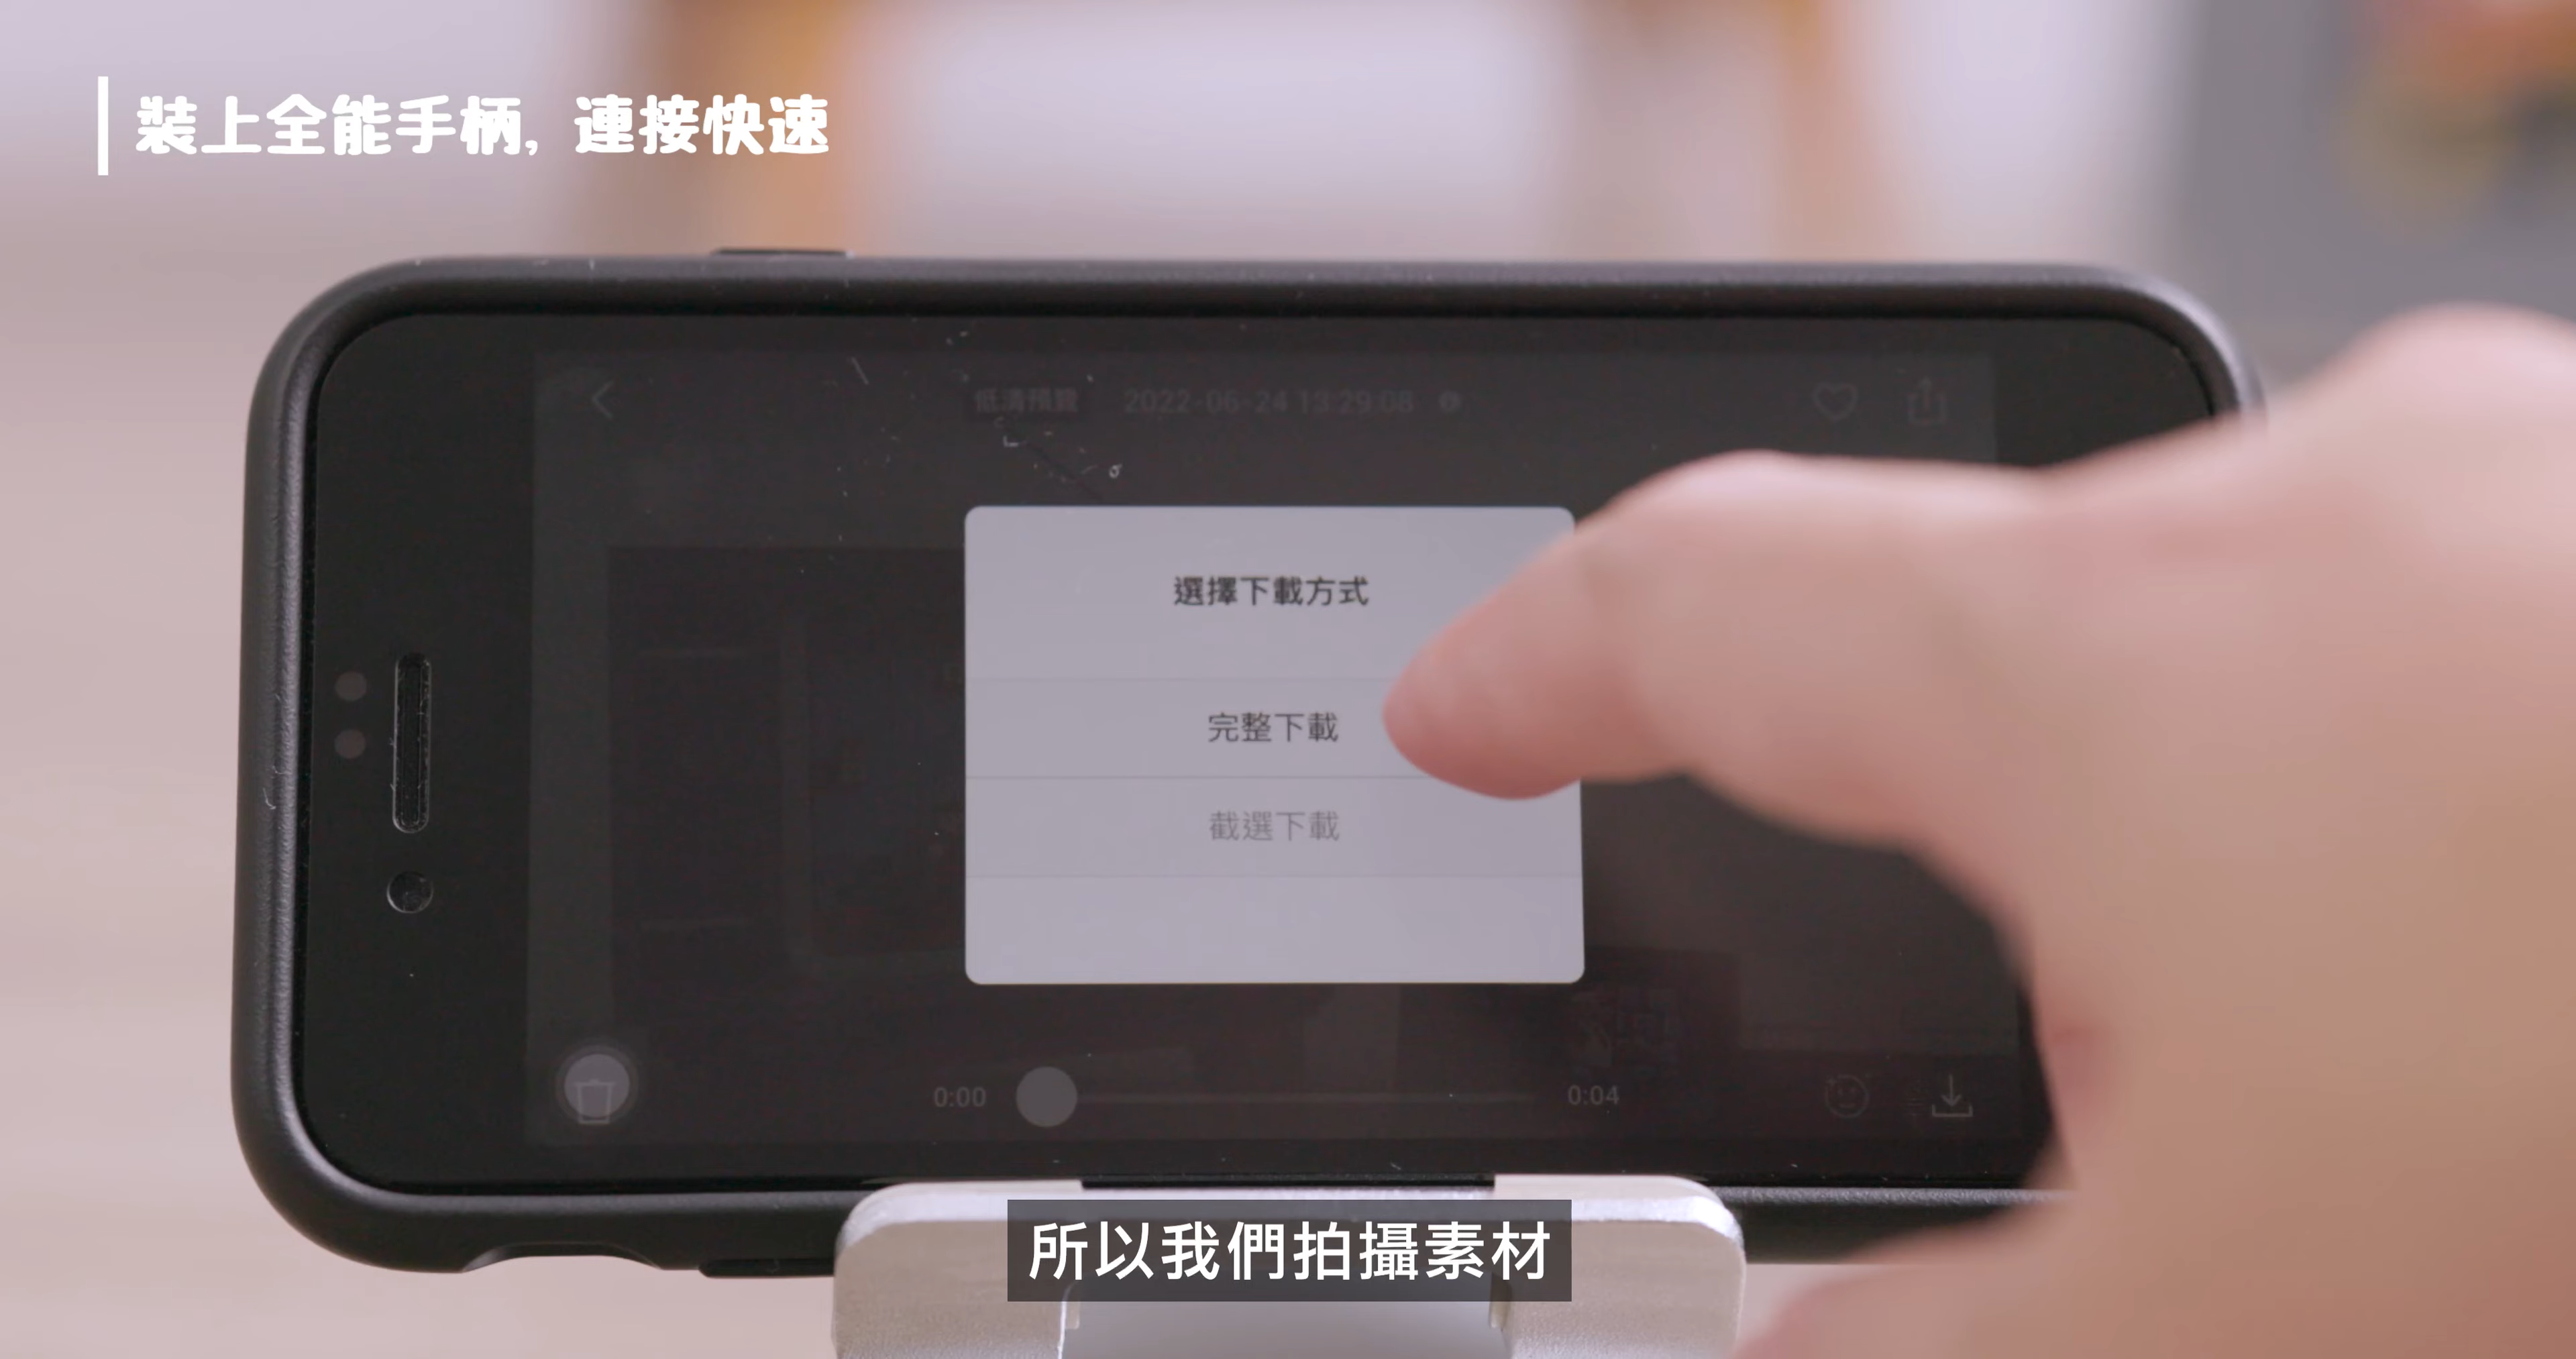 裝上全能手柄, 連接快速
低清預覽 2022-06-24 13:29:08
選擇下載方式
完整下載
截選下載
0:00 0:04
所以我們拍攝素材